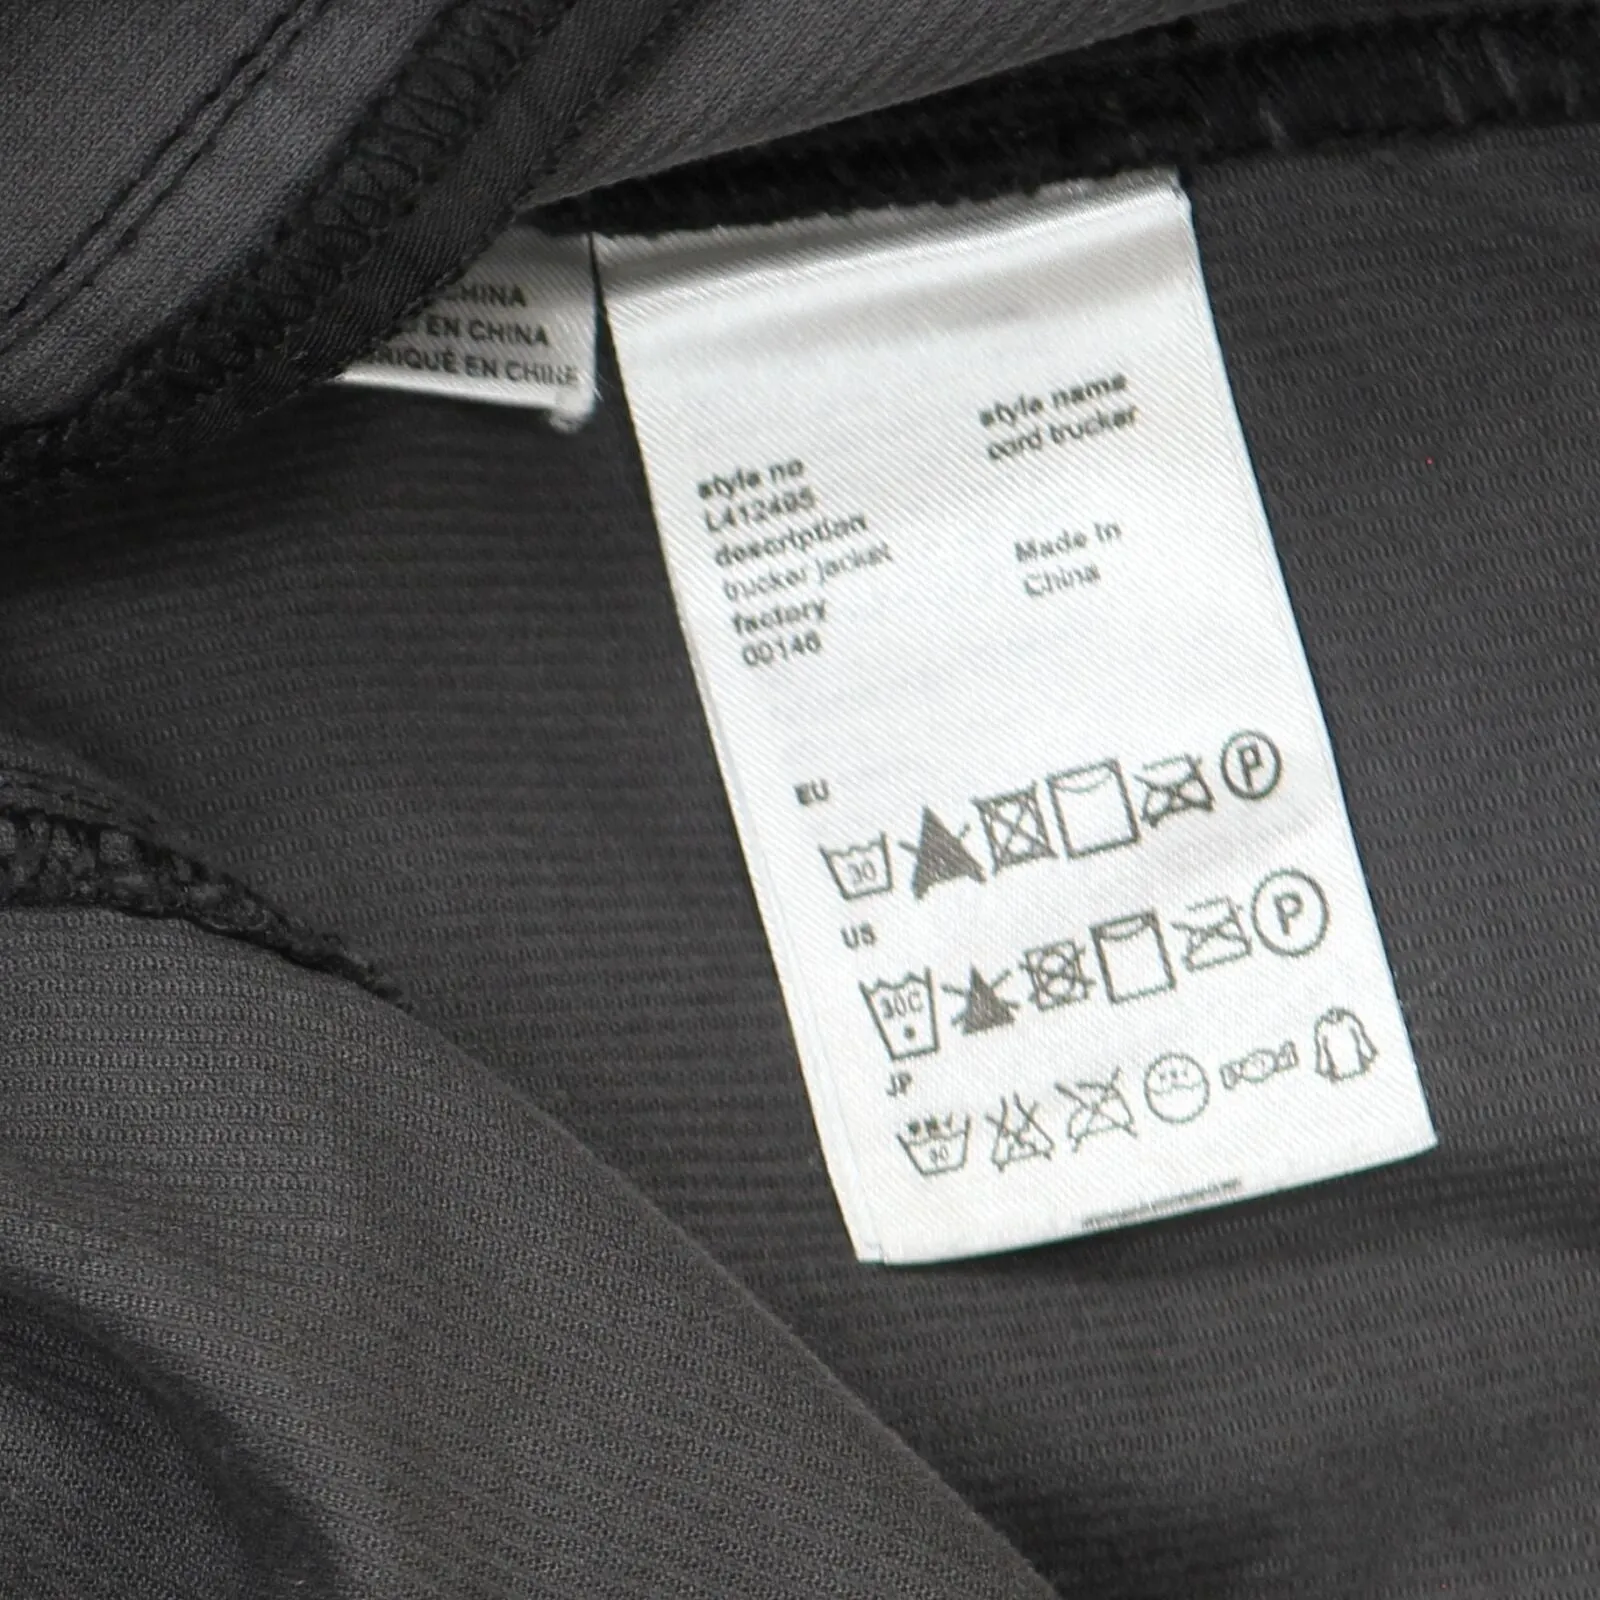 CHINA
EN CHINA
BRIQUÉ EN CHINE
style name
cord trucker
style no
L412495
description
trucker jacket
factory
00146
Made in
China
EU
30
P
US
30C
P
JP
30